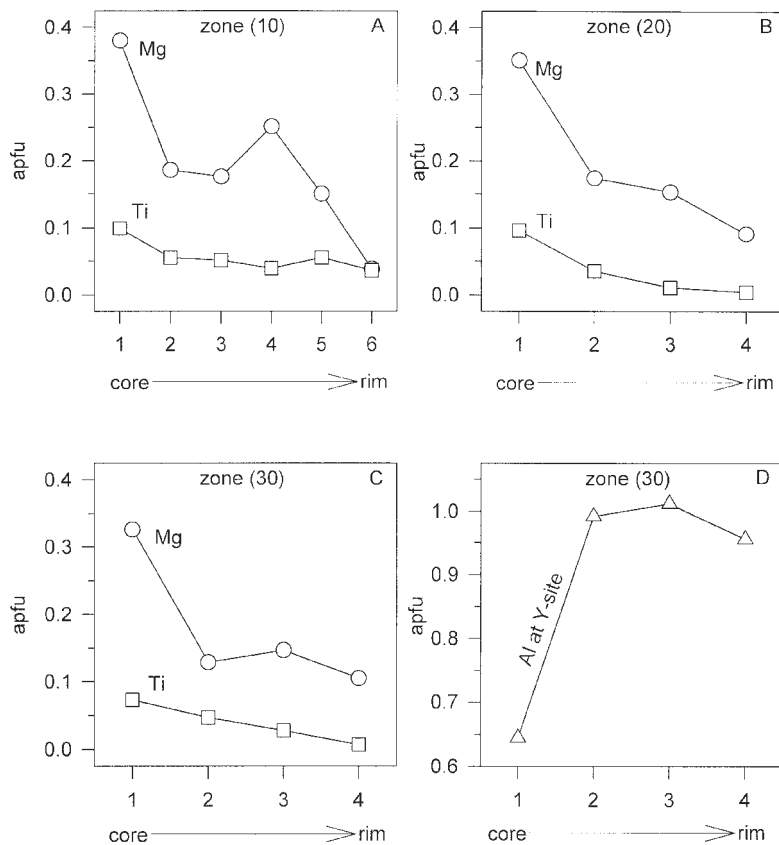 zone (10) A
0.4
Mg
0.3
apfu
0.2
Ti
0.1
0.0
1 2 3 4 5 6
core rim
zone (20) B
0.4
Mg
0.3
apfu
0.2
Ti
0.1
0.0
1 2 3 4
core rim
zone (30) C
0.4
Mg
0.3
apfu
0.2
Ti
0.1
0.0
1 2 3 4
core rim
zone (30) D
1.0
0.9
apfu
0.8
Al at Y-site
0.7
0.6
1 2 3 4
core rim